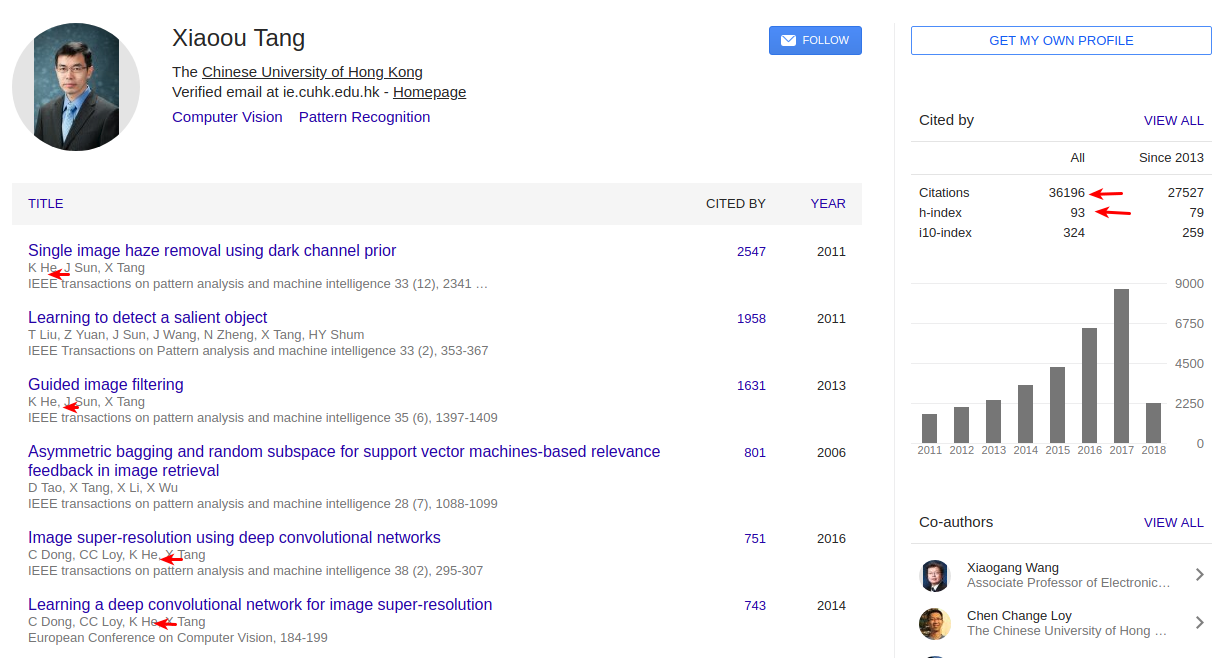 Xiaoou Tang
FOLLOW
The Chinese University of Hong Kong
Verified email at ie.cuhk.edu.hk - Homepage
Computer Vision Pattern Recognition
TITLE CITED BY YEAR
Single image haze removal using dark channel prior 2547 2011
K He, J Sun, X Tang
IEEE transactions on pattern analysis and machine intelligence 33 (12), 2341 …
Learning to detect a salient object 1958 2011
T Liu, Z Yuan, J Sun, J Wang, N Zheng, X Tang, HY Shum
IEEE Transactions on Pattern analysis and machine intelligence 33 (2), 353-367
Guided image filtering 1631 2013
K He, J Sun, X Tang
IEEE transactions on pattern analysis and machine intelligence 35 (6), 1397-1409
Asymmetric bagging and random subspace for support vector machines-based relevance 801 2006
feedback in image retrieval
D Tao, X Tang, X Li, X Wu
IEEE transactions on pattern analysis and machine intelligence 28 (7), 1088-1099
Image super-resolution using deep convolutional networks 751 2016
C Dong, CC Loy, K He, X Tang
IEEE transactions on pattern analysis and machine intelligence 38 (2), 295-307
Learning a deep convolutional network for image super-resolution 743 2014
C Dong, CC Loy, K He, X Tang
European Conference on Computer Vision, 184-199
GET MY OWN PROFILE
Cited by VIEW ALL
All Since 2013
Citations 36196 27527
h-index 93 79
i10-index 324 259
9000
6750
4500
2250
0
2011 2012 2013 2014 2015 2016 2017 2018
Co-authors VIEW ALL
Xiaogang Wang
Associate Professor of Electronic…
Chen Change Loy
The Chinese University of Hong …